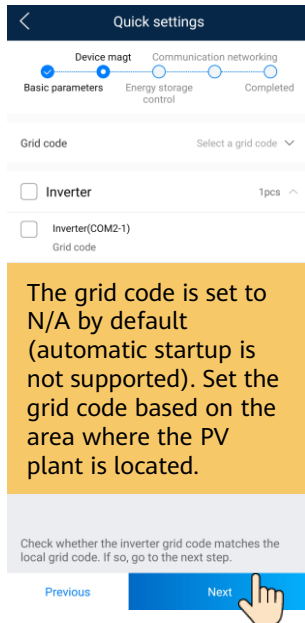 Quick settings
Device magt Communication networking
Basic parameters Energy storage Completed
control
Grid code Select a grid code
Inverter 1pcs
Inverter(COM2-1)
Grid code
The grid code is set to
N/A by default
(automatic startup is
not supported). Set the
grid code based on the
area where the PV
plant is located.
Check whether the inverter grid code matches the
local grid code. If so, go to the next step.
Previous Next